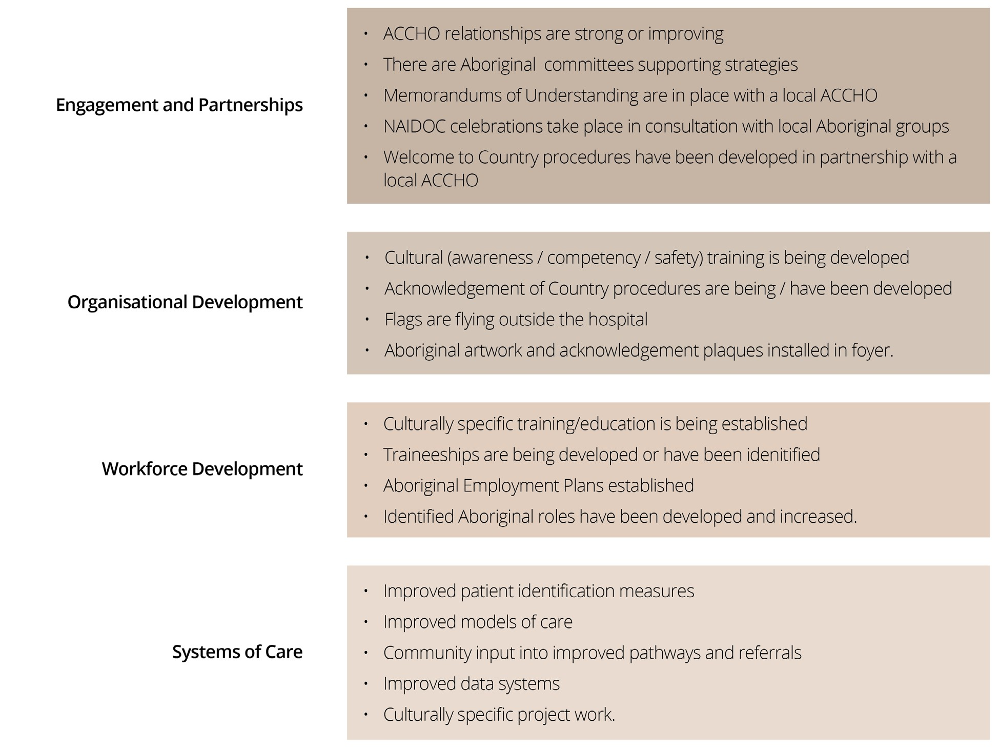 Engagement and Partnerships
• ACCHO relationships are strong or improving
• There are Aboriginal  committees supporting strategies
• Memorandums of Understanding are in place with a local ACCHO
• NAIDOC celebrations take place in consultation with local Aboriginal groups
• Welcome to Country procedures have been developed in partnership with a
local ACCHO
Organisational Development
• Cultural (awareness / competency / safety) training is being developed
• Acknowledgement of Country procedures are being / have been developed
• Flags are flying outside the hospital
• Aboriginal artwork and acknowledgement plaques installed in foyer.
Workforce Development
• Culturally specific training/education is being established
• Traineeships are being developed or have been idenitified
• Aboriginal Employment Plans established
• Identified Aboriginal roles have been developed and increased.
Systems of Care
• Improved patient identification measures
• Improved models of care
• Community input into improved pathways and referrals
• Improved data systems
• Culturally specific project work.